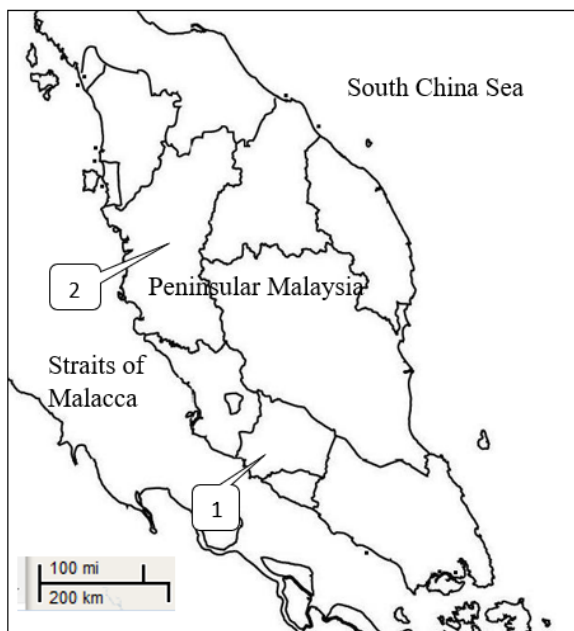 South China Sea
2
Peninsular Malaysia
Straits of
Malacca
1
100 mi
200 km